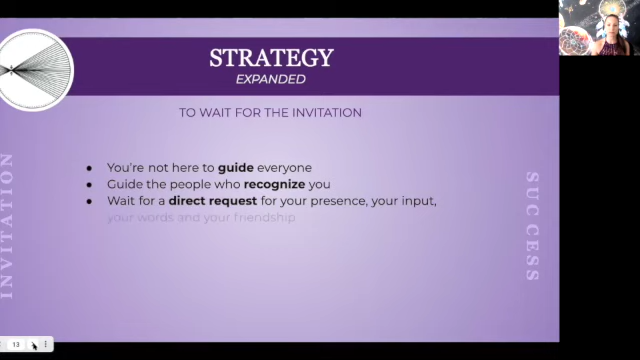 STRATEGY
EXPANDED
TO WAIT FOR THE INVITATION
● You're not here to guide everyone
● Guide the people who recognize you
● Wait for a direct request for your presence, your input,
your words and your friendship
INVITATION
SUCCESS
13